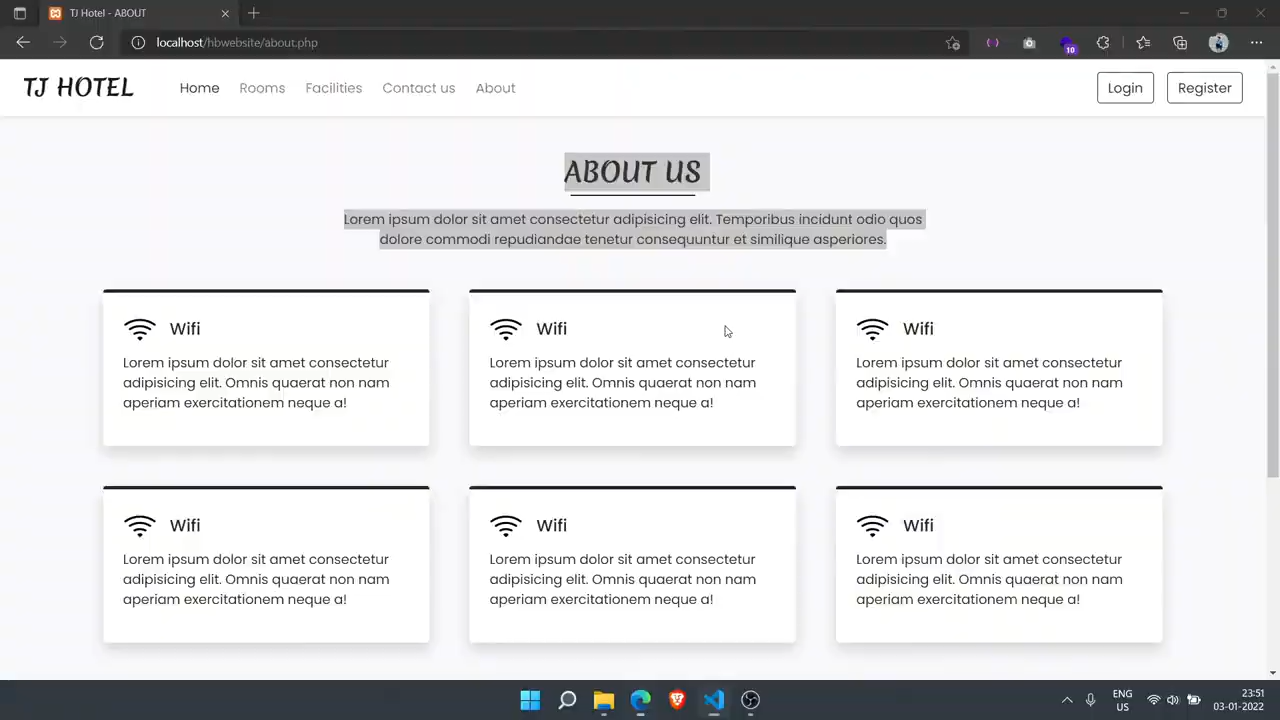 TJ Hotel - ABOUT
localhost/hbwebsite/about.php
10
TJ HOTEL Home Rooms Facilities Contact us About Login Register
ABOUT US
Lorem ipsum dolor sit amet consectetur adipisicing elit. Temporibus incidunt odio quos
dolore commodi repudiandae tenetur consequuntur et similique asperiores.
Wifi
Lorem ipsum dolor sit amet consectetur
adipisicing elit. Omnis quaerat non nam
aperiam exercitationem neque a!
Wifi
Lorem ipsum dolor sit amet consectetur
adipisicing elit. Omnis quaerat non nam
aperiam exercitationem neque a!
Wifi
Lorem ipsum dolor sit amet consectetur
adipisicing elit. Omnis quaerat non nam
aperiam exercitationem neque a!
Wifi
Lorem ipsum dolor sit amet consectetur
adipisicing elit. Omnis quaerat non nam
aperiam exercitationem neque a!
Wifi
Lorem ipsum dolor sit amet consectetur
adipisicing elit. Omnis quaerat non nam
aperiam exercitationem neque a!
Wifi
Lorem ipsum dolor sit amet consectetur
adipisicing elit. Omnis quaerat non nam
aperiam exercitationem neque a!
ENG
US
23:51
03-01-2022